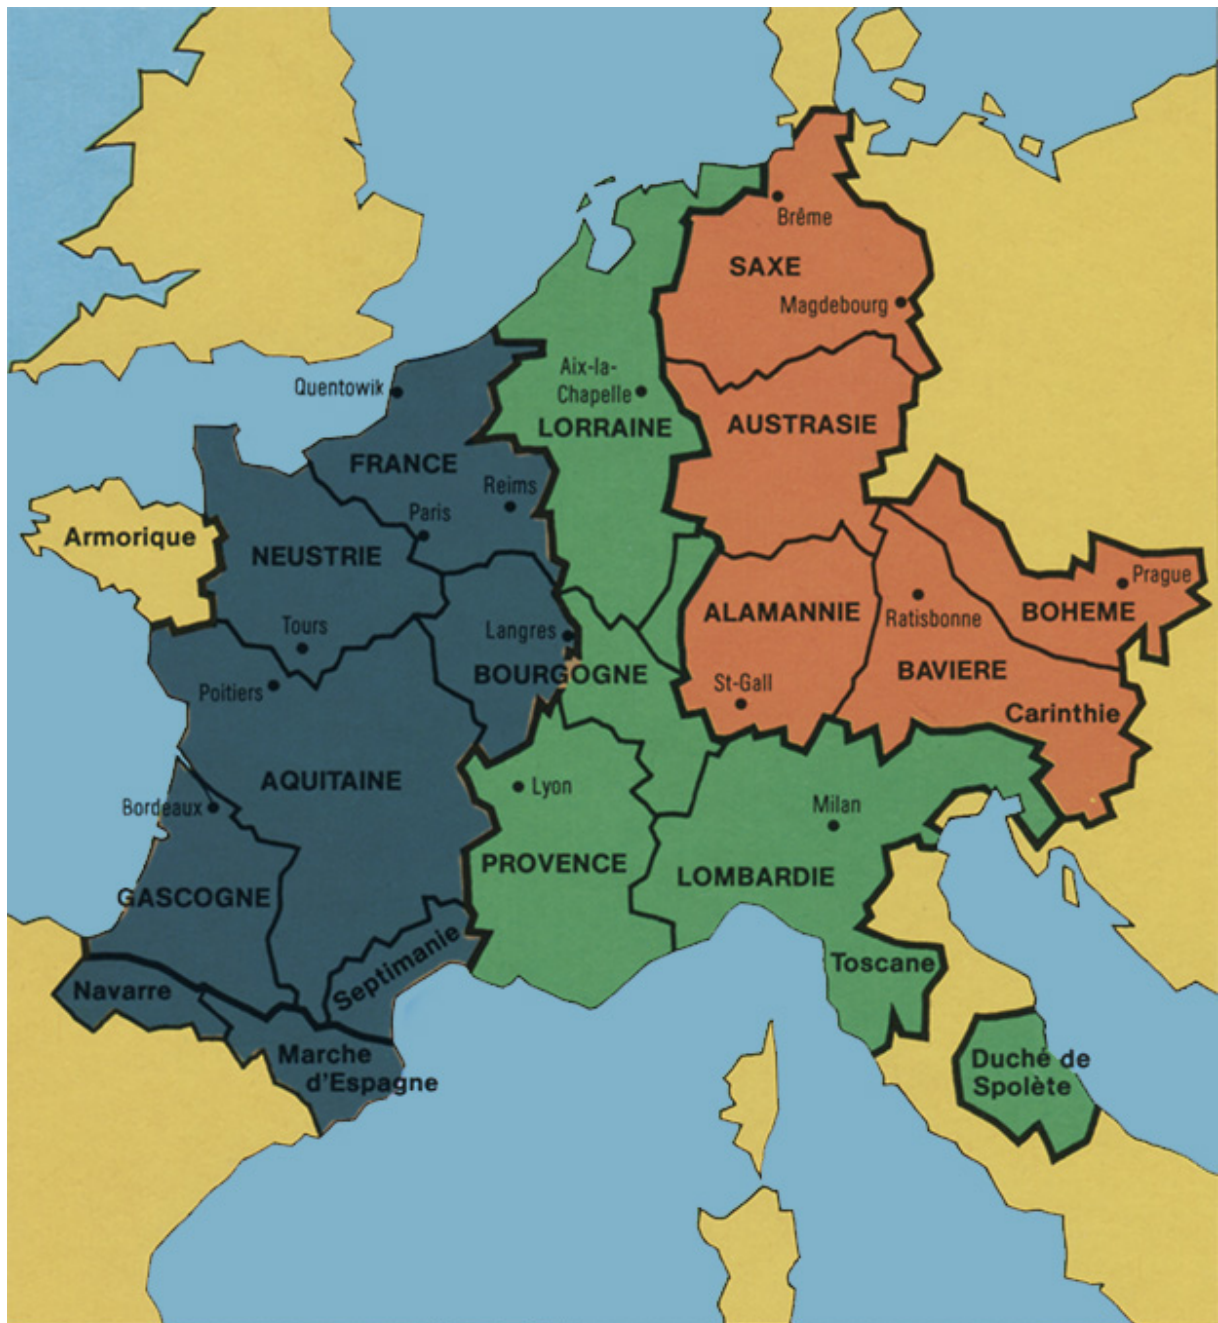 Brême
SAXE
Magdebourg
Quentowik
Aix-la-
Chapelle
LORRAINE
AUSTRASIE
FRANCE
Reims
Paris
Armorique
NEUSTRIE
Prague
ALAMANNIE
Ratisbonne
BOHEME
Tours
Langres
BOURGOGNE
BAVIERE
Poitiers
St-Gall
Carinthie
AQUITAINE
Lyon
Bordeaux
Milan
PROVENCE
LOMBARDIE
GASCOGNE
Septimanie
Toscane
Navarre
Marche
d'Espagne
Duché de
Spolète